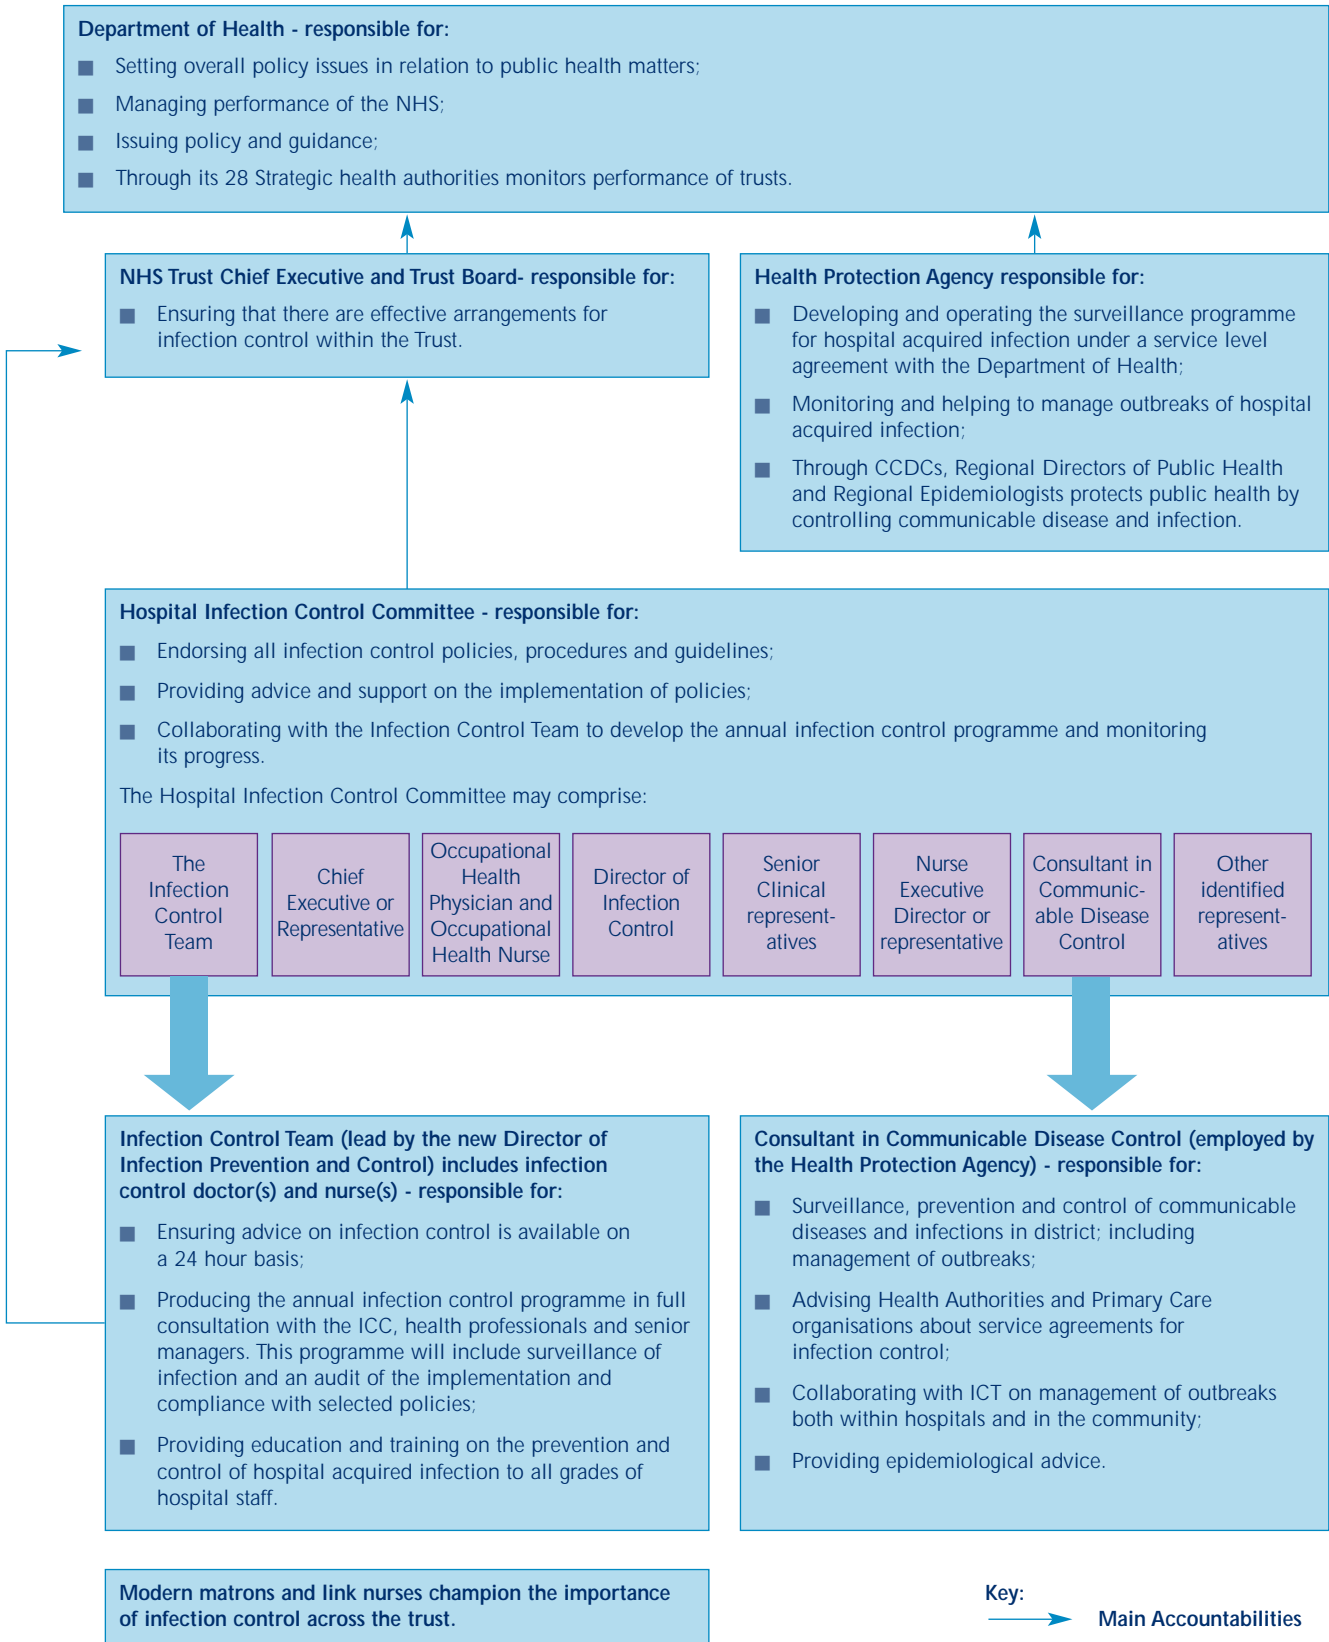 Department of Health - responsible for:
■ Setting overall policy issues in relation to public health matters;
■ Managing performance of the NHS;
■ Issuing policy and guidance;
■ Through its 28 Strategic health authorities monitors performance of trusts.
NHS Trust Chief Executive and Trust Board- responsible for:
■ Ensuring that there are effective arrangements for
infection control within the Trust.
Health Protection Agency responsible for:
■ Developing and operating the surveillance programme
for hospital acquired infection under a service level
agreement with the Department of Health;
■ Monitoring and helping to manage outbreaks of hospital
acquired infection;
■ Through CCDCs, Regional Directors of Public Health
and Regional Epidemiologists protects public health by
controlling communicable disease and infection.
Hospital Infection Control Committee - responsible for:
■ Endorsing all infection control policies, procedures and guidelines;
■ Providing advice and support on the implementation of policies;
■ Collaborating with the Infection Control Team to develop the annual infection control programme and monitoring
its progress.
The Hospital Infection Control Committee may comprise:
The
Infection
Control
Team
Chief
Executive or
Representative
Occupational
Health
Physician and
Occupational
Health Nurse
Director of
Infection
Control
Senior
Clinical
represent-
atives
Nurse
Executive
Director or
representative
Consultant in
Communic-
able Disease
Control
Other
identified
represent-
atives
Infection Control Team (lead by the new Director of
Infection Prevention and Control) includes infection
control doctor(s) and nurse(s) - responsible for:
■ Ensuring advice on infection control is available on
a 24 hour basis;
■ Producing the annual infection control programme in full
consultation with the ICC, health professionals and senior
managers. This programme will include surveillance of
infection and an audit of the implementation and
compliance with selected policies;
■ Providing education and training on the prevention and
control of hospital acquired infection to all grades of
hospital staff.
Consultant in Communicable Disease Control (employed by
the Health Protection Agency) - responsible for:
■ Surveillance, prevention and control of communicable
diseases and infections in district; including
management of outbreaks;
■ Advising Health Authorities and Primary Care
organisations about service agreements for
infection control;
■ Collaborating with ICT on management of outbreaks
both within hospitals and in the community;
■ Providing epidemiological advice.
Modern matrons and link nurses champion the importance
of infection control across the trust.
Key:
Main Accountabilities